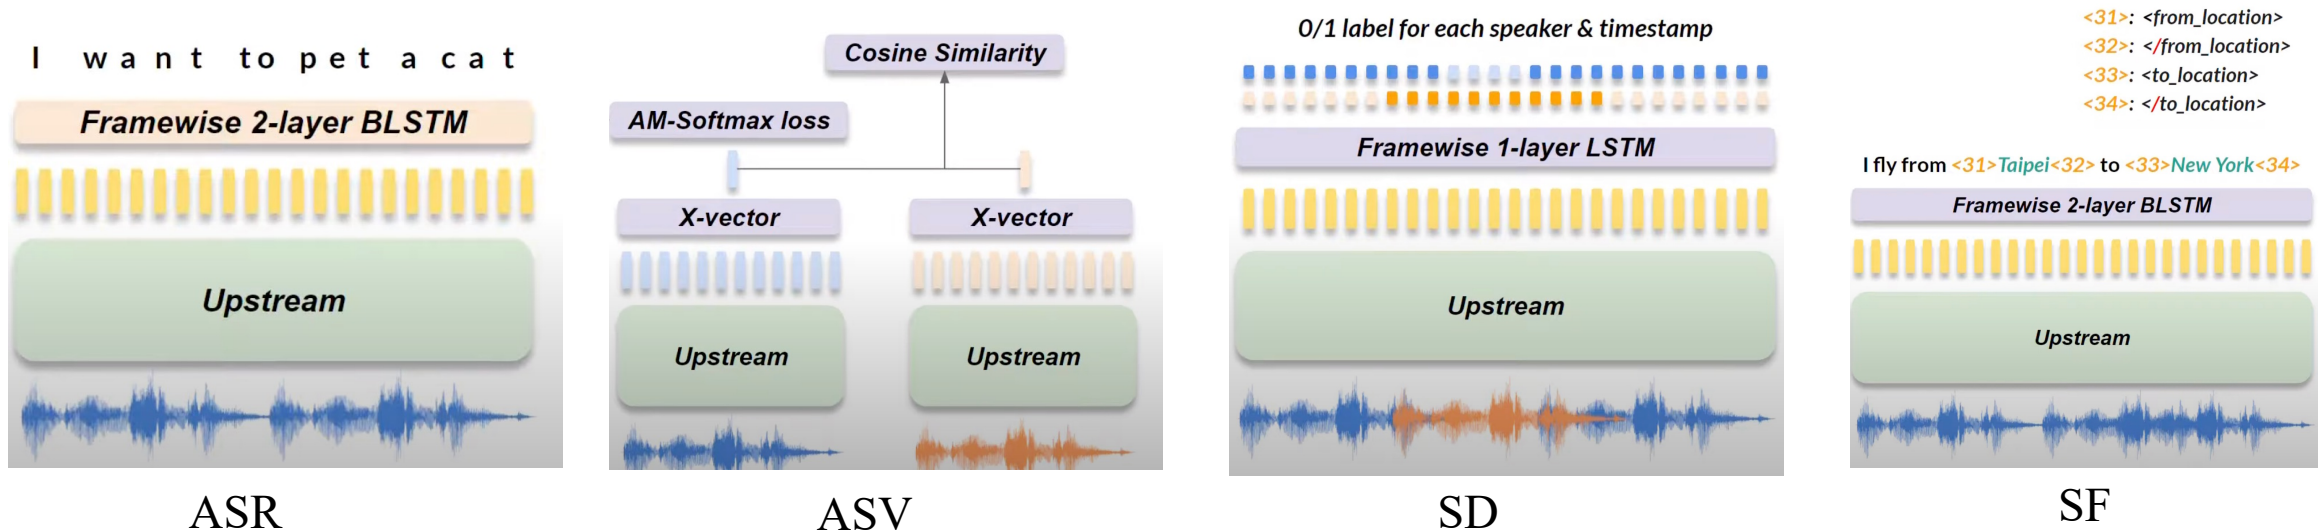 I want to pet a cat
Framewise 2-layer BLSTM
Upstream
ASR
Cosine Similarity
AM-Softmax loss
X-vector
X-vector
Upstream
Upstream
ASV
0/1 label for each speaker & timestamp
Framewise 1-layer LSTM
Upstream
SD
<31>: <from_location>
<32>: </from_location>
<33>: <to_location>
<34>: </to_location>
I fly from <31>Taipei<32> to <33>New York<34>
Framewise 2-layer BLSTM
Upstream
SF